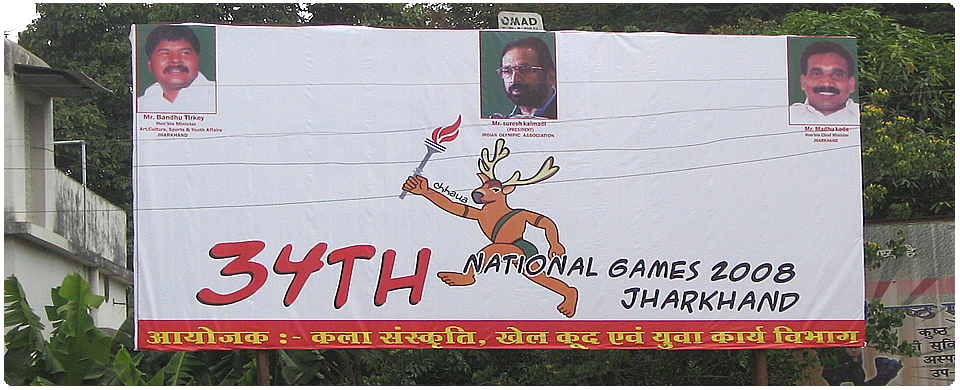 OMAD
Mr. Bandhu Tirkey
Hon'ble Minister
Art,Culture, Sports & Youth Affairs
JHARKHAND
Mr. suresh kalmadi
(PRESIDENT)
INDIAN OLYMPIC ASSOCIATION
Mr. Madhu koda
Hon'ble Chief Minister
JHARKHAND
chhaua
34TH
NATIONAL GAMES 2008
JHARKHAND
आयोजक :- कला संस्कृति, खेल कूद एवं युवा कार्य विभाग
कुष्ठ